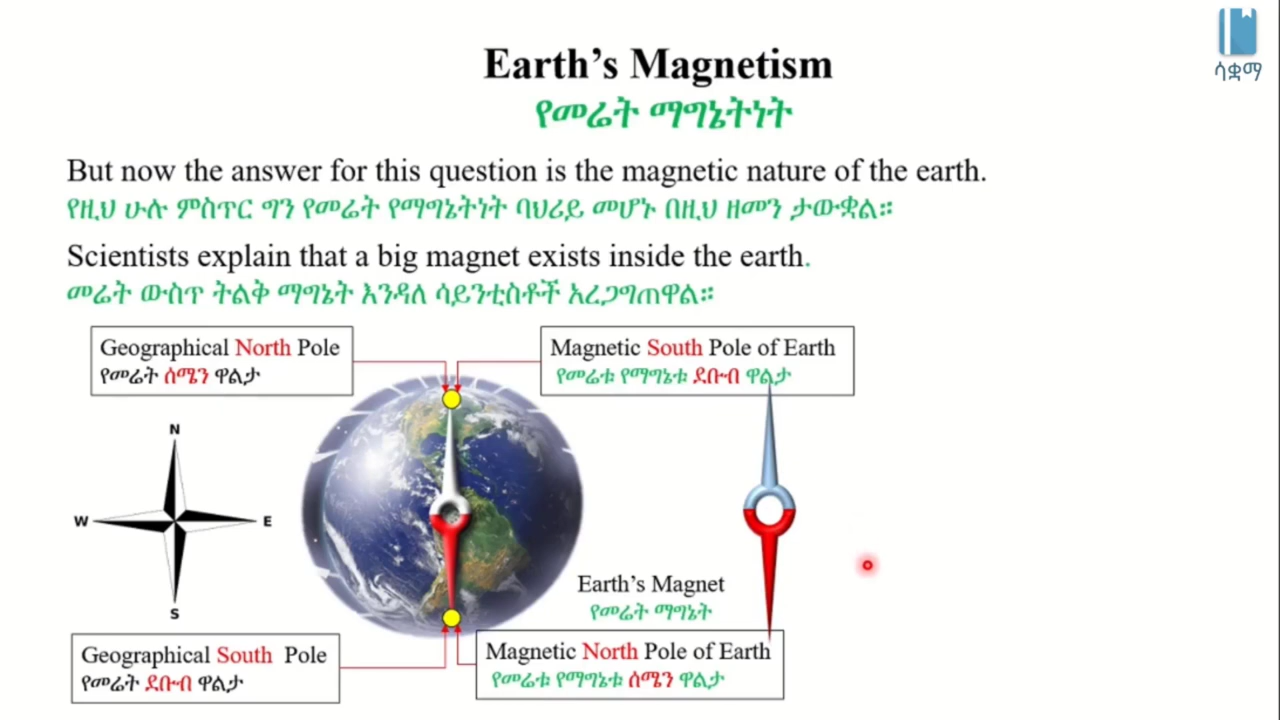 ሳቋማ
Earth’s Magnetism
የመሬት ማግኔትነት
But now the answer for this question is the magnetic nature of the earth.
የዚህ ሁሉ ምስጥር ግን የመሬት የማግኔትነት ባህሪይ መሆኑ በዚህ ዘመን ታውቋል።
Scientists explain that a big magnet exists inside the earth.
መሬት ውስጥ ትልቅ ማግኔት እንዳለ ሳይንቲስቶች አረጋግጠዋል።
Geographical North Pole
የመሬት ሰሜን ዋልታ
Magnetic South Pole of Earth
የመሬቱ የማግኔቱ ደቡብ ዋልታ
N
W
E
S
Earth’s Magnet
የመሬት ማግኔት
Geographical South Pole
የመሬት ደቡብ ዋልታ
Magnetic North Pole of Earth
የመሬቱ የማግኔቱ ሰሜን ዋልታ